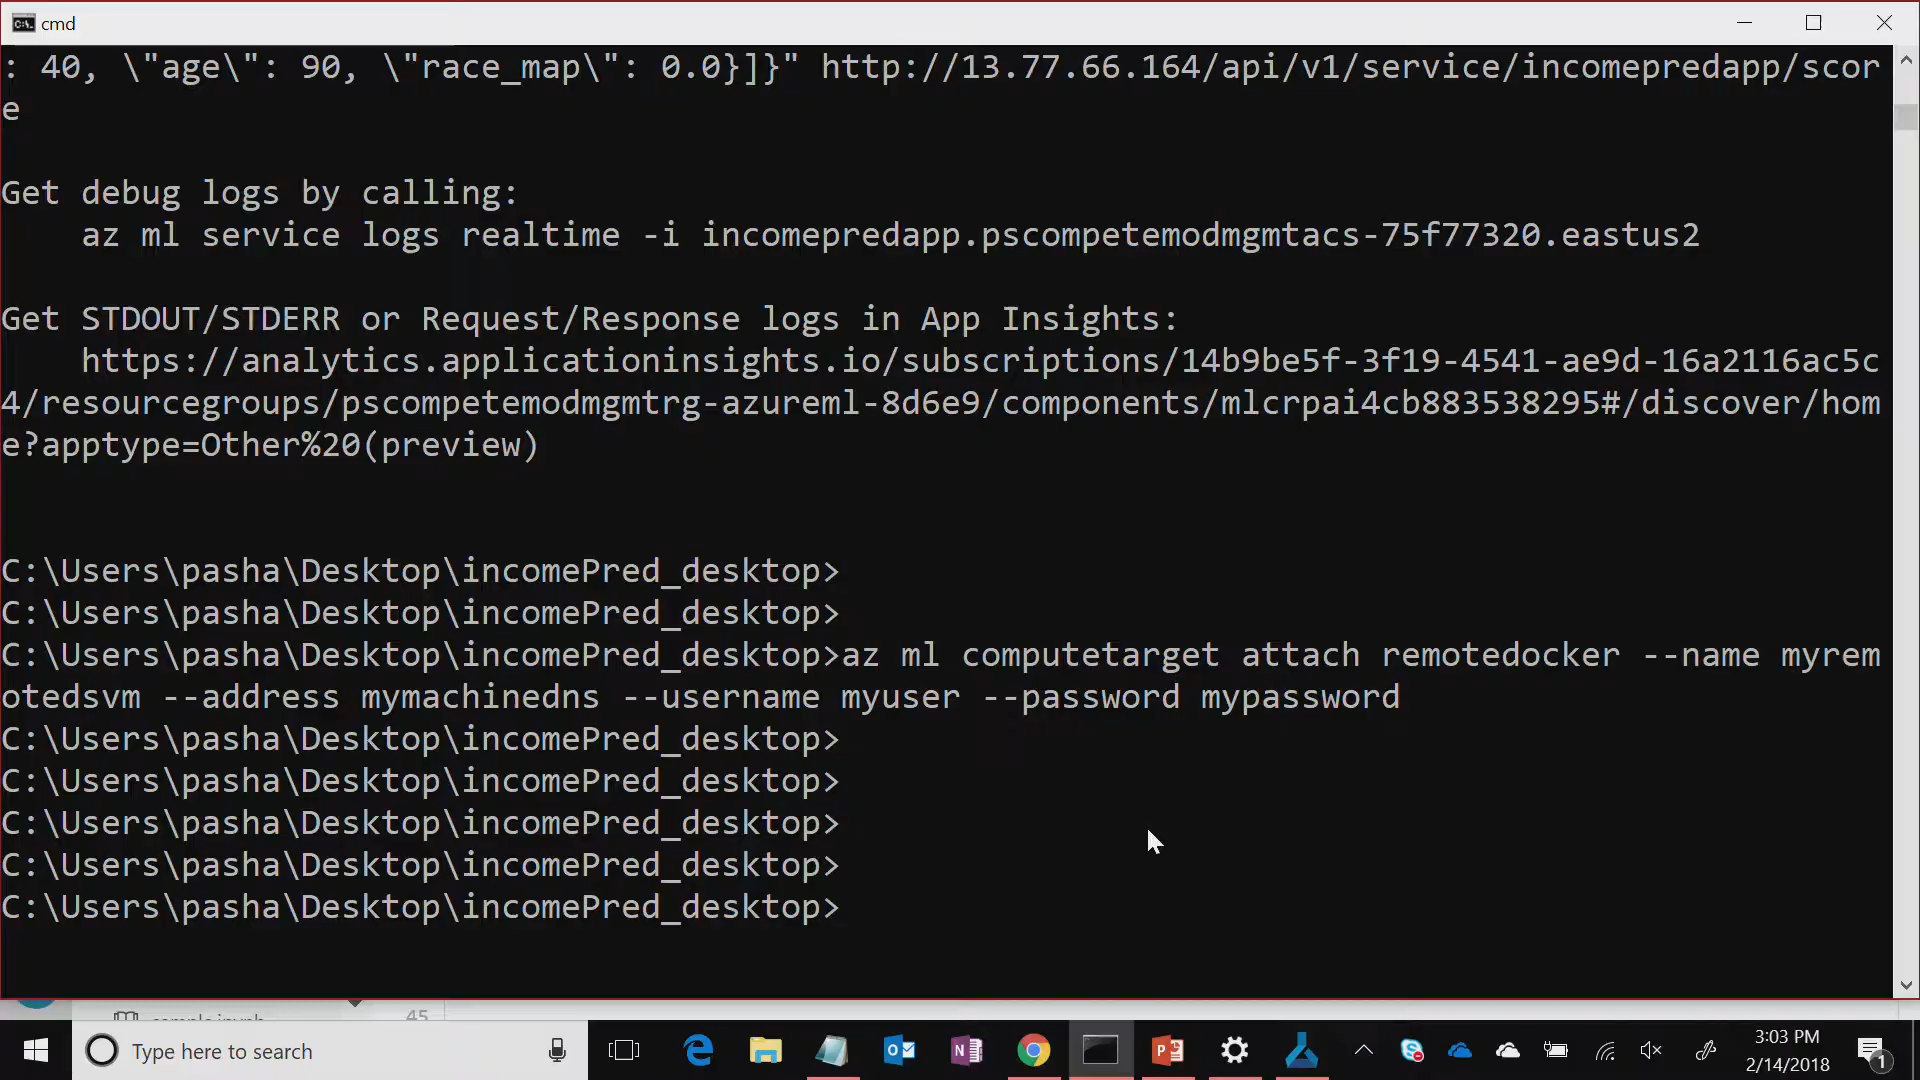 cmd
: 40, \"age\": 90, \"race_map\": 0.0}]}" http://13.77.66.164/api/v1/service/incomepredapp/scor
e
Get debug logs by calling:
az ml service logs realtime -i incomepredapp.pscompetemodmgmtacs-75f77320.eastus2
Get STDOUT/STDERR or Request/Response logs in App Insights:
https://analytics.applicationinsights.io/subscriptions/14b9be5f-3f19-4541-ae9d-16a2116ac5c
4/resourcegroups/pscompetemodmgmtrg-azureml-8d6e9/components/mlcrpai4cb883538295#/discover/hom
e?apptype=Other%20(preview)
C:\Users\pasha\Desktop\incomePred_desktop>
C:\Users\pasha\Desktop\incomePred_desktop>
C:\Users\pasha\Desktop\incomePred_desktop>az ml computetarget attach remotedocker --name myrem
otedsvm --address mymachinedns --username myuser --password mypassword
C:\Users\pasha\Desktop\incomePred_desktop>
C:\Users\pasha\Desktop\incomePred_desktop>
C:\Users\pasha\Desktop\incomePred_desktop>
C:\Users\pasha\Desktop\incomePred_desktop>
C:\Users\pasha\Desktop\incomePred_desktop>
45
Type here to search
3:03 PM
2/14/2018
1